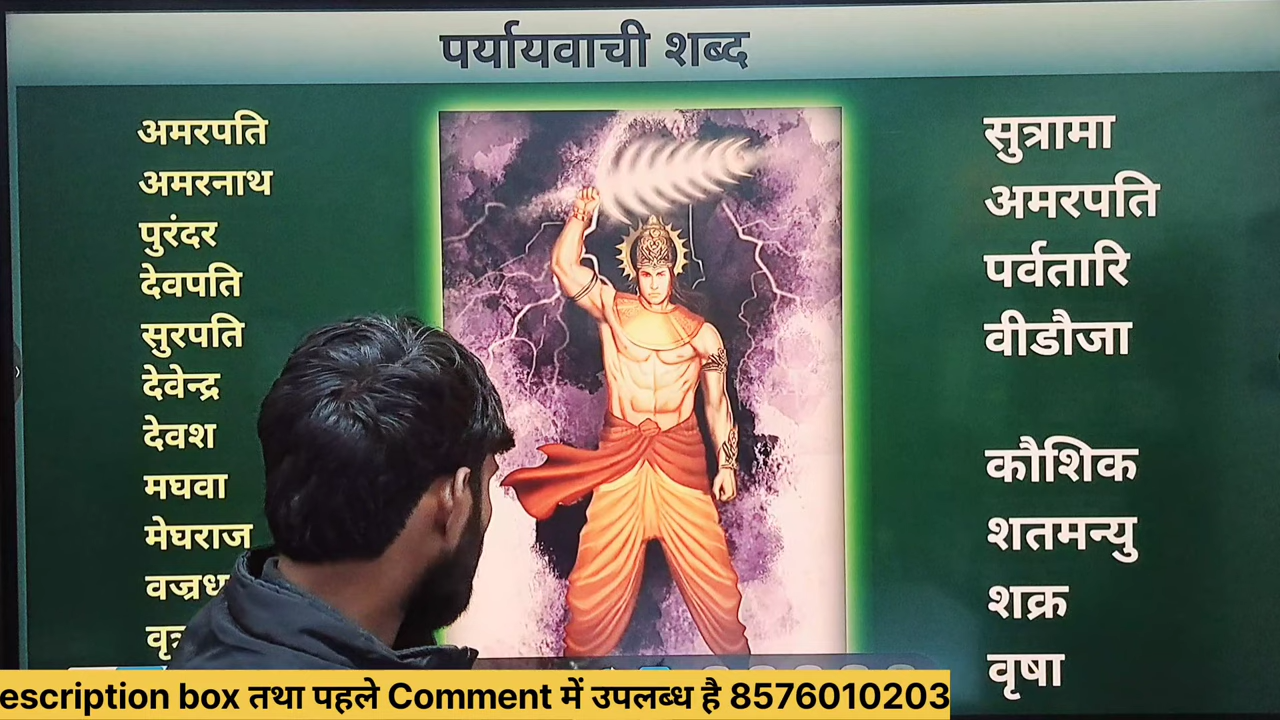 पर्यायवाची शब्द
अमरपति
अमरनाथ
पुरंदर
देवपति
सुरपति
देवेन्द्र
देवश
मघवा
मेघराज
सुत्रामा
अमरपति
पर्वतारि
वीडौजा
कौशिक
शतमन्यु
शक्र
वृषा
escription box तथा पहले Comment में उपलब्ध है 8576010203